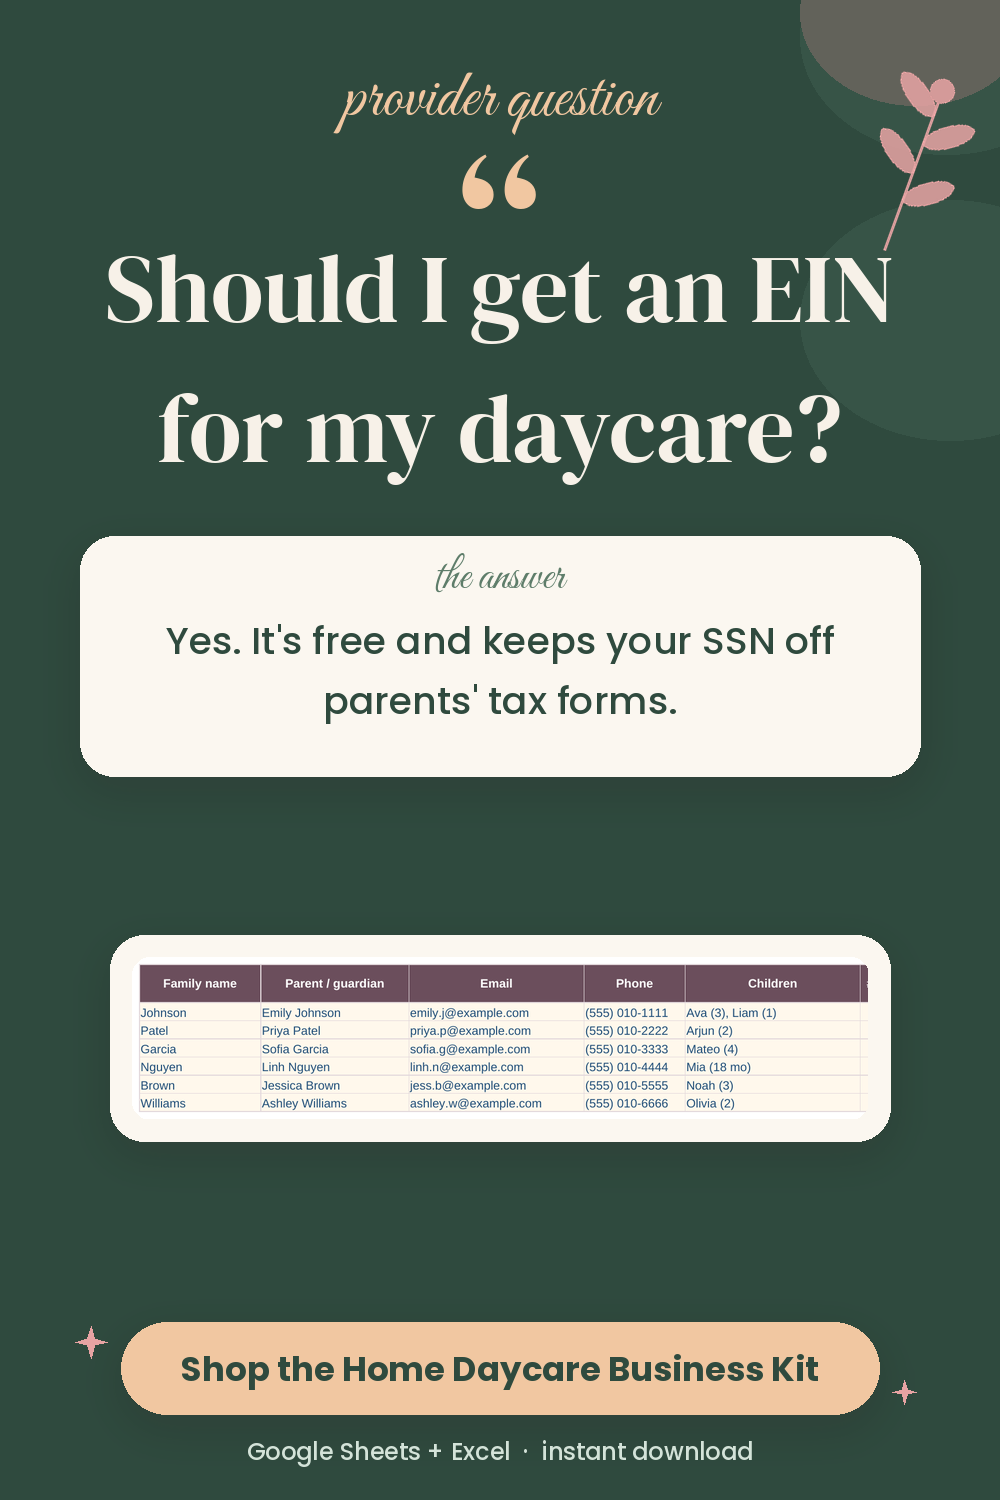 provider question
“
Should I get an EIN
for my daycare?
the answer
Yes. It's free and keeps your SSN off
parents' tax forms.
Family name Parent / guardian Email Phone Children
Johnson Emily Johnson emily.j@example.com (555) 010-1111 Ava (3), Liam (1)
Patel Priya Patel priya.p@example.com (555) 010-2222 Arjun (2)
Garcia Sofia Garcia sofia.g@example.com (555) 010-3333 Mateo (4)
Nguyen Linh Nguyen linh.n@example.com (555) 010-4444 Mia (18 mo)
Brown Jessica Brown jess.b@example.com (555) 010-5555 Noah (3)
Williams Ashley Williams ashley.w@example.com (555) 010-6666 Olivia (2)
Shop the Home Daycare Business Kit
Google Sheets + Excel · instant download